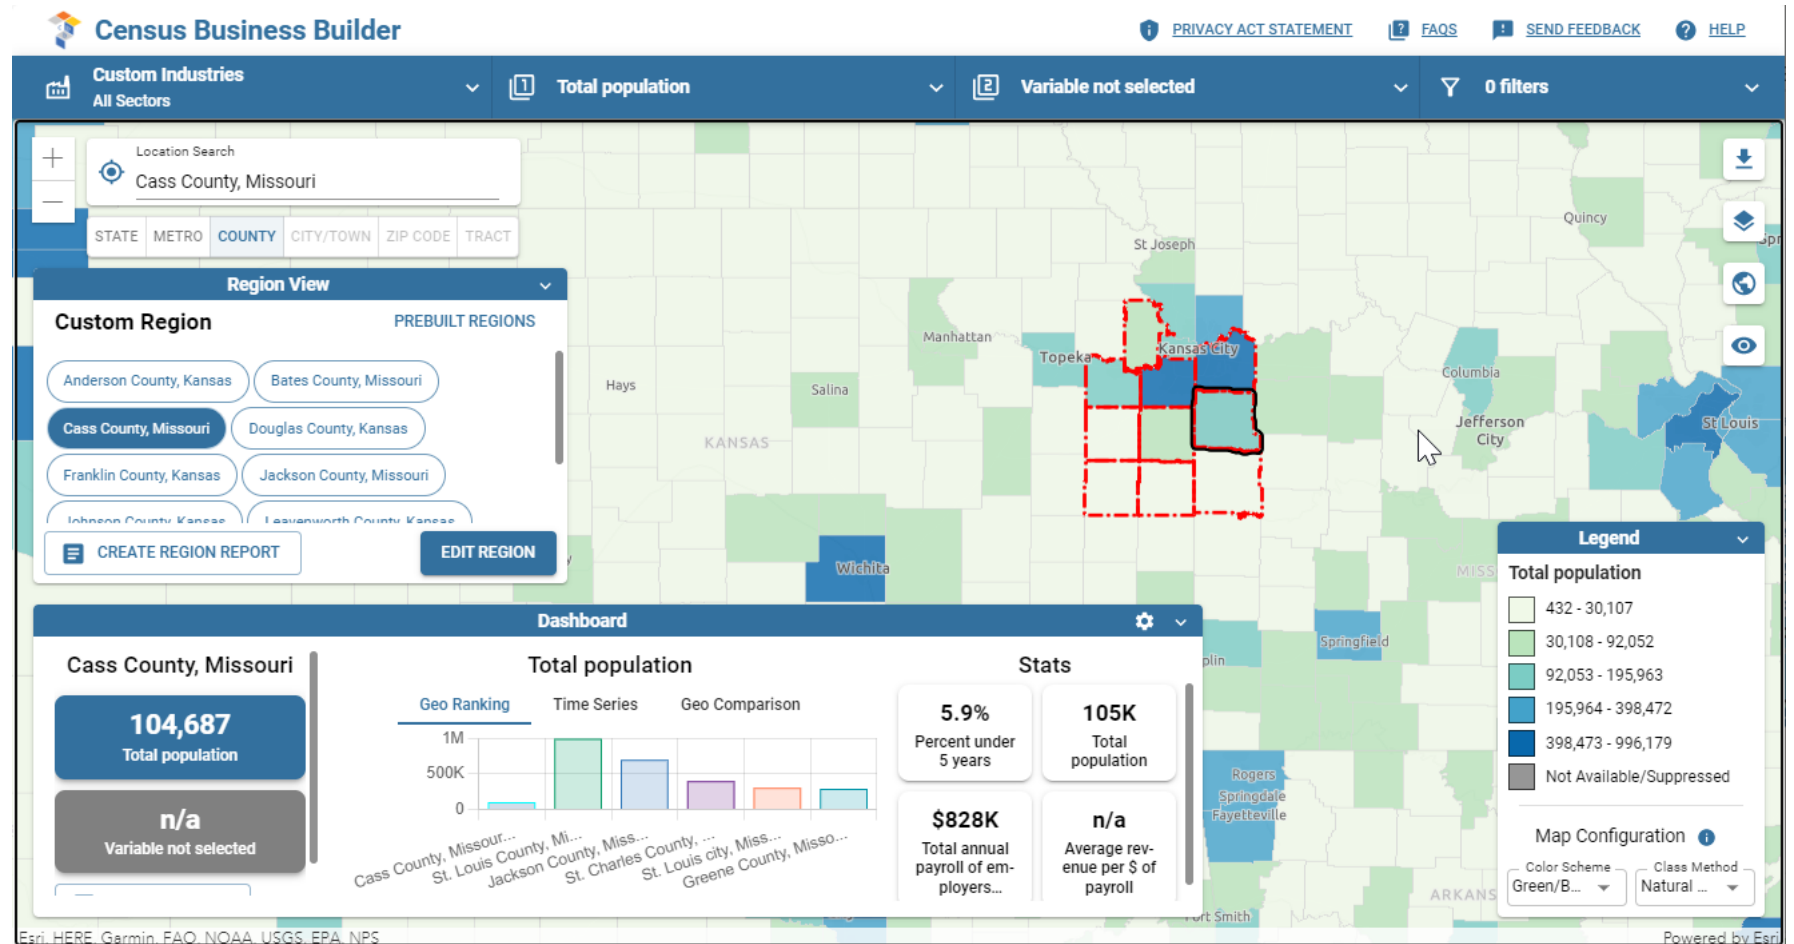 Census Business Builder
PRIVACY ACT STATEMENT
FAQS
SEND FEEDBACK
HELP
Custom Industries
All Sectors
1
Total population
2
Variable not selected
0 filters
Location Search
Cass County, Missouri
STATE
METRO
COUNTY
CITY/TOWN
ZIP CODE
TRACT
Region View
Custom Region
PREBUILT REGIONS
Anderson County, Kansas
Bates County, Missouri
Cass County, Missouri
Douglas County, Kansas
Franklin County, Kansas
Jackson County, Missouri
Johnson County, Kansas
Leavenworth County, Kansas
CREATE REGION REPORT
EDIT REGION
Quincy
St Joseph
Manhattan
Topeka
Kansas City
Hays
Salina
Columbia
KANSAS
Jefferson
City
St Louis
Wichita
MISS
Springfield
plin
Rogers
Springdale
Fayetteville
ARKANS
Fort Smith
Legend
Total population
432 - 30,107
30,108 - 92,052
92,053 - 195,963
195,964 - 398,472
398,473 - 996,179
Not Available/Suppressed
Map Configuration
Color Scheme
Green/B...
Class Method
Natural ...
Dashboard
Cass County, Missouri
104,687
Total population
n/a
Variable not selected
Total population
Geo Ranking
Time Series
Geo Comparison
1M
500K
0
Cass County, Missour...
St. Louis County, Mi...
Jackson County, Miss...
St. Charles County, ...
St. Louis city, Miss...
Greene County, Misso...
Stats
5.9%
Percent under
5 years
105K
Total
population
$828K
Total annual
payroll of em-
ployers...
n/a
Average rev-
enue per $ of
payroll
Esri, HERE, Garmin, FAO, NOAA, USGS, EPA, NPS
Powered by Esri